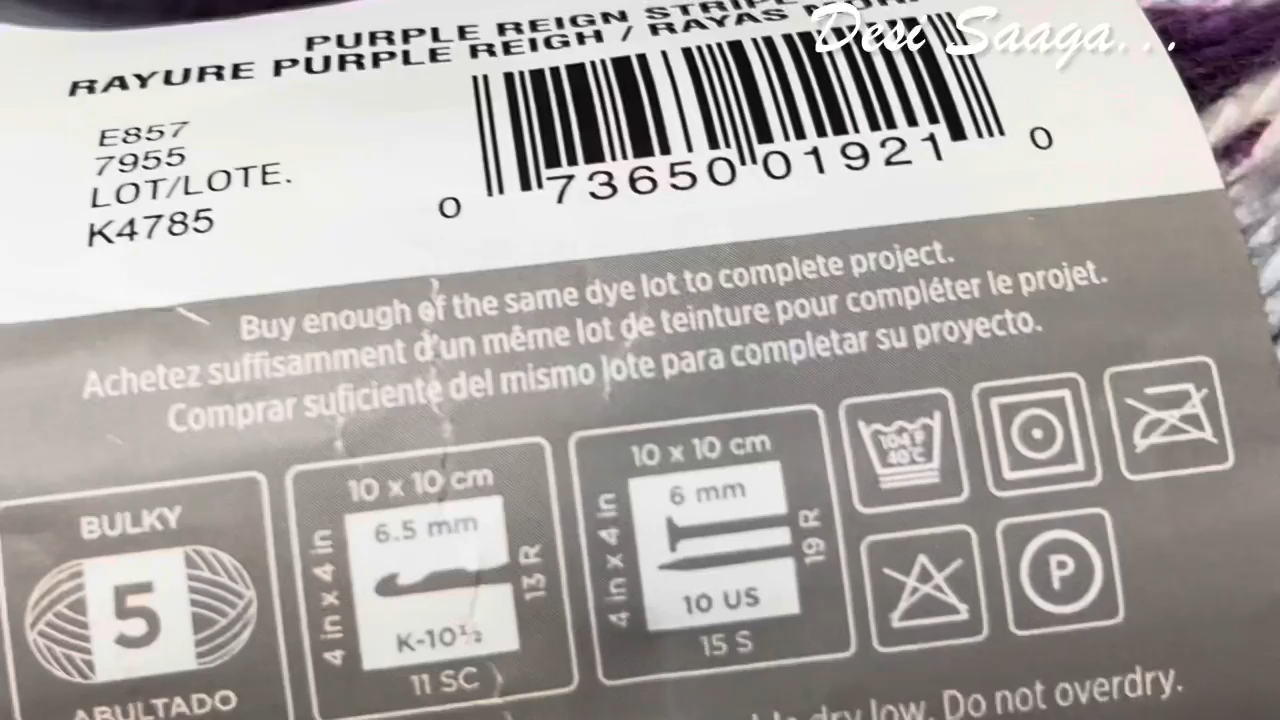 PURPLE REIGN
RAYURE PURPLE REIGH / RAYAS
Desi Saaga...
E857
7955
LOT/LOTE.
K4785
0 73650 01921 0
Buy enough of the same dye lot to complete project.
Achetez suffisamment d'un même lot de teinture pour compléter le projet.
Comprar suficiente del mismo lote para completar su proyecto.
BULKY
5
ABULTADO
10 x 10 cm
4 in x 4 in
6.5 mm
K-10½
13 R
11 SC
10 x 10 cm
4 in x 4 in
6 mm
10 US
19 R
15 S
104 F
40°C
P
dry low. Do not overdry.